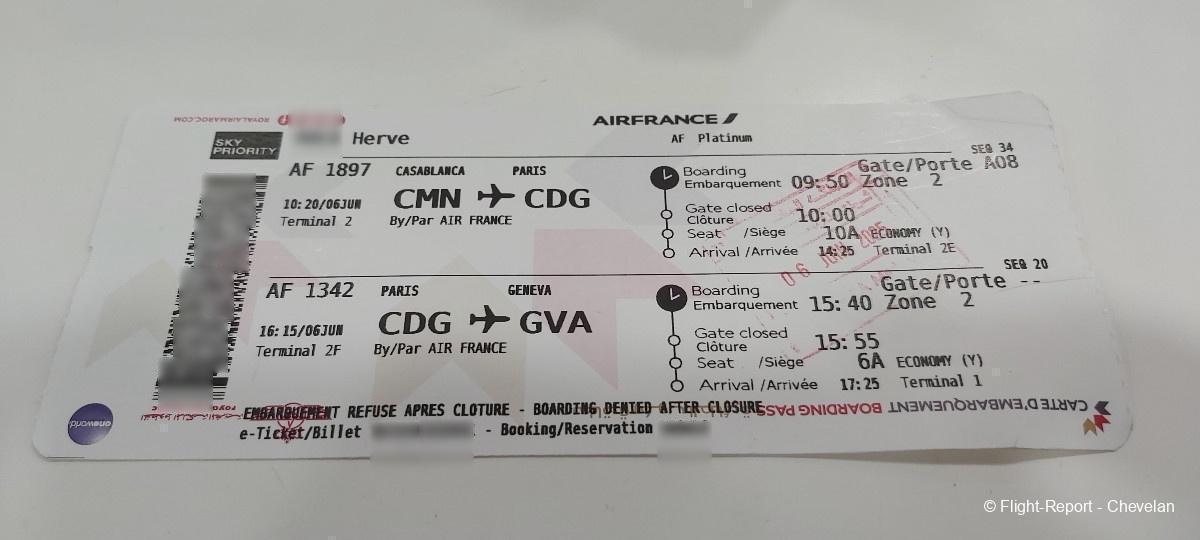 ROYALAIRMAROC.COM
Herve
AIRFRANCE
AF Platinum
SKY PRIORITY
SEQ 34
AF 1897 CASABLANCA PARIS
CMN CDG
10:20/06JUN
Terminal 2
By/Par AIR FRANCE
Boarding
Embarquement 09:50
Gate/Porte A08
Zone 2
Gate closed
Clôture 10:00
Seat /Siège 10A ECONOMY (Y)
Arrival /Arrivée 14:25 Terminal 2E
06 JUN
SEQ 20
AF 1342 PARIS GENEVA
CDG GVA
16:15/06JUN
Terminal 2F
By/Par AIR FRANCE
Boarding
Embarquement 15:40
Gate/Porte --
Zone 2
Gate closed
Clôture 15:55
Seat /Siège 6A ECONOMY (Y)
Arrival /Arrivée 17:25 Terminal 1
CARTE D'EMBARQUEMENT BOARDING PASS
EMBARQUEMENT REFUSE APRES CLOTURE - BOARDING DENIED AFTER CLOSURE
e-Ticket/Billet - Booking/Reservation
oneworld
© Flight-Report - Chevelan